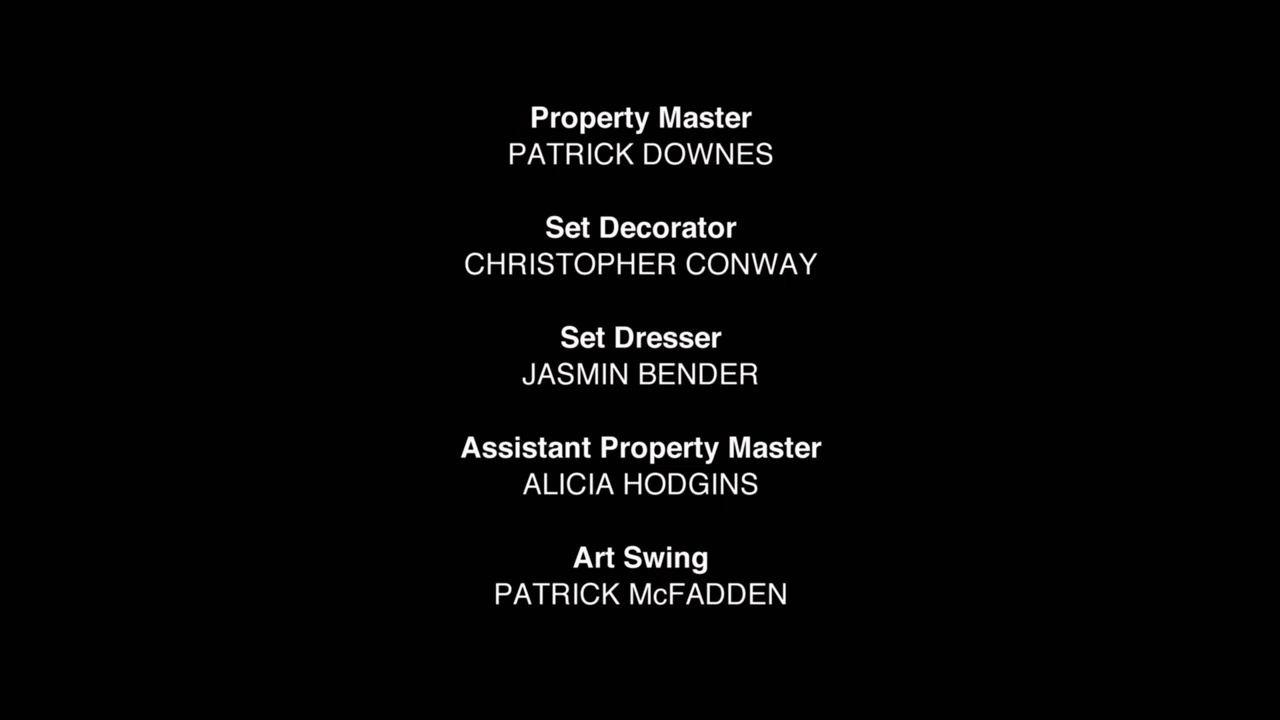 Property Master
PATRICK DOWNES
Set Decorator
CHRISTOPHER CONWAY
Set Dresser
JASMIN BENDER
Assistant Property Master
ALICIA HODGINS
Art Swing
PATRICK McFADDEN